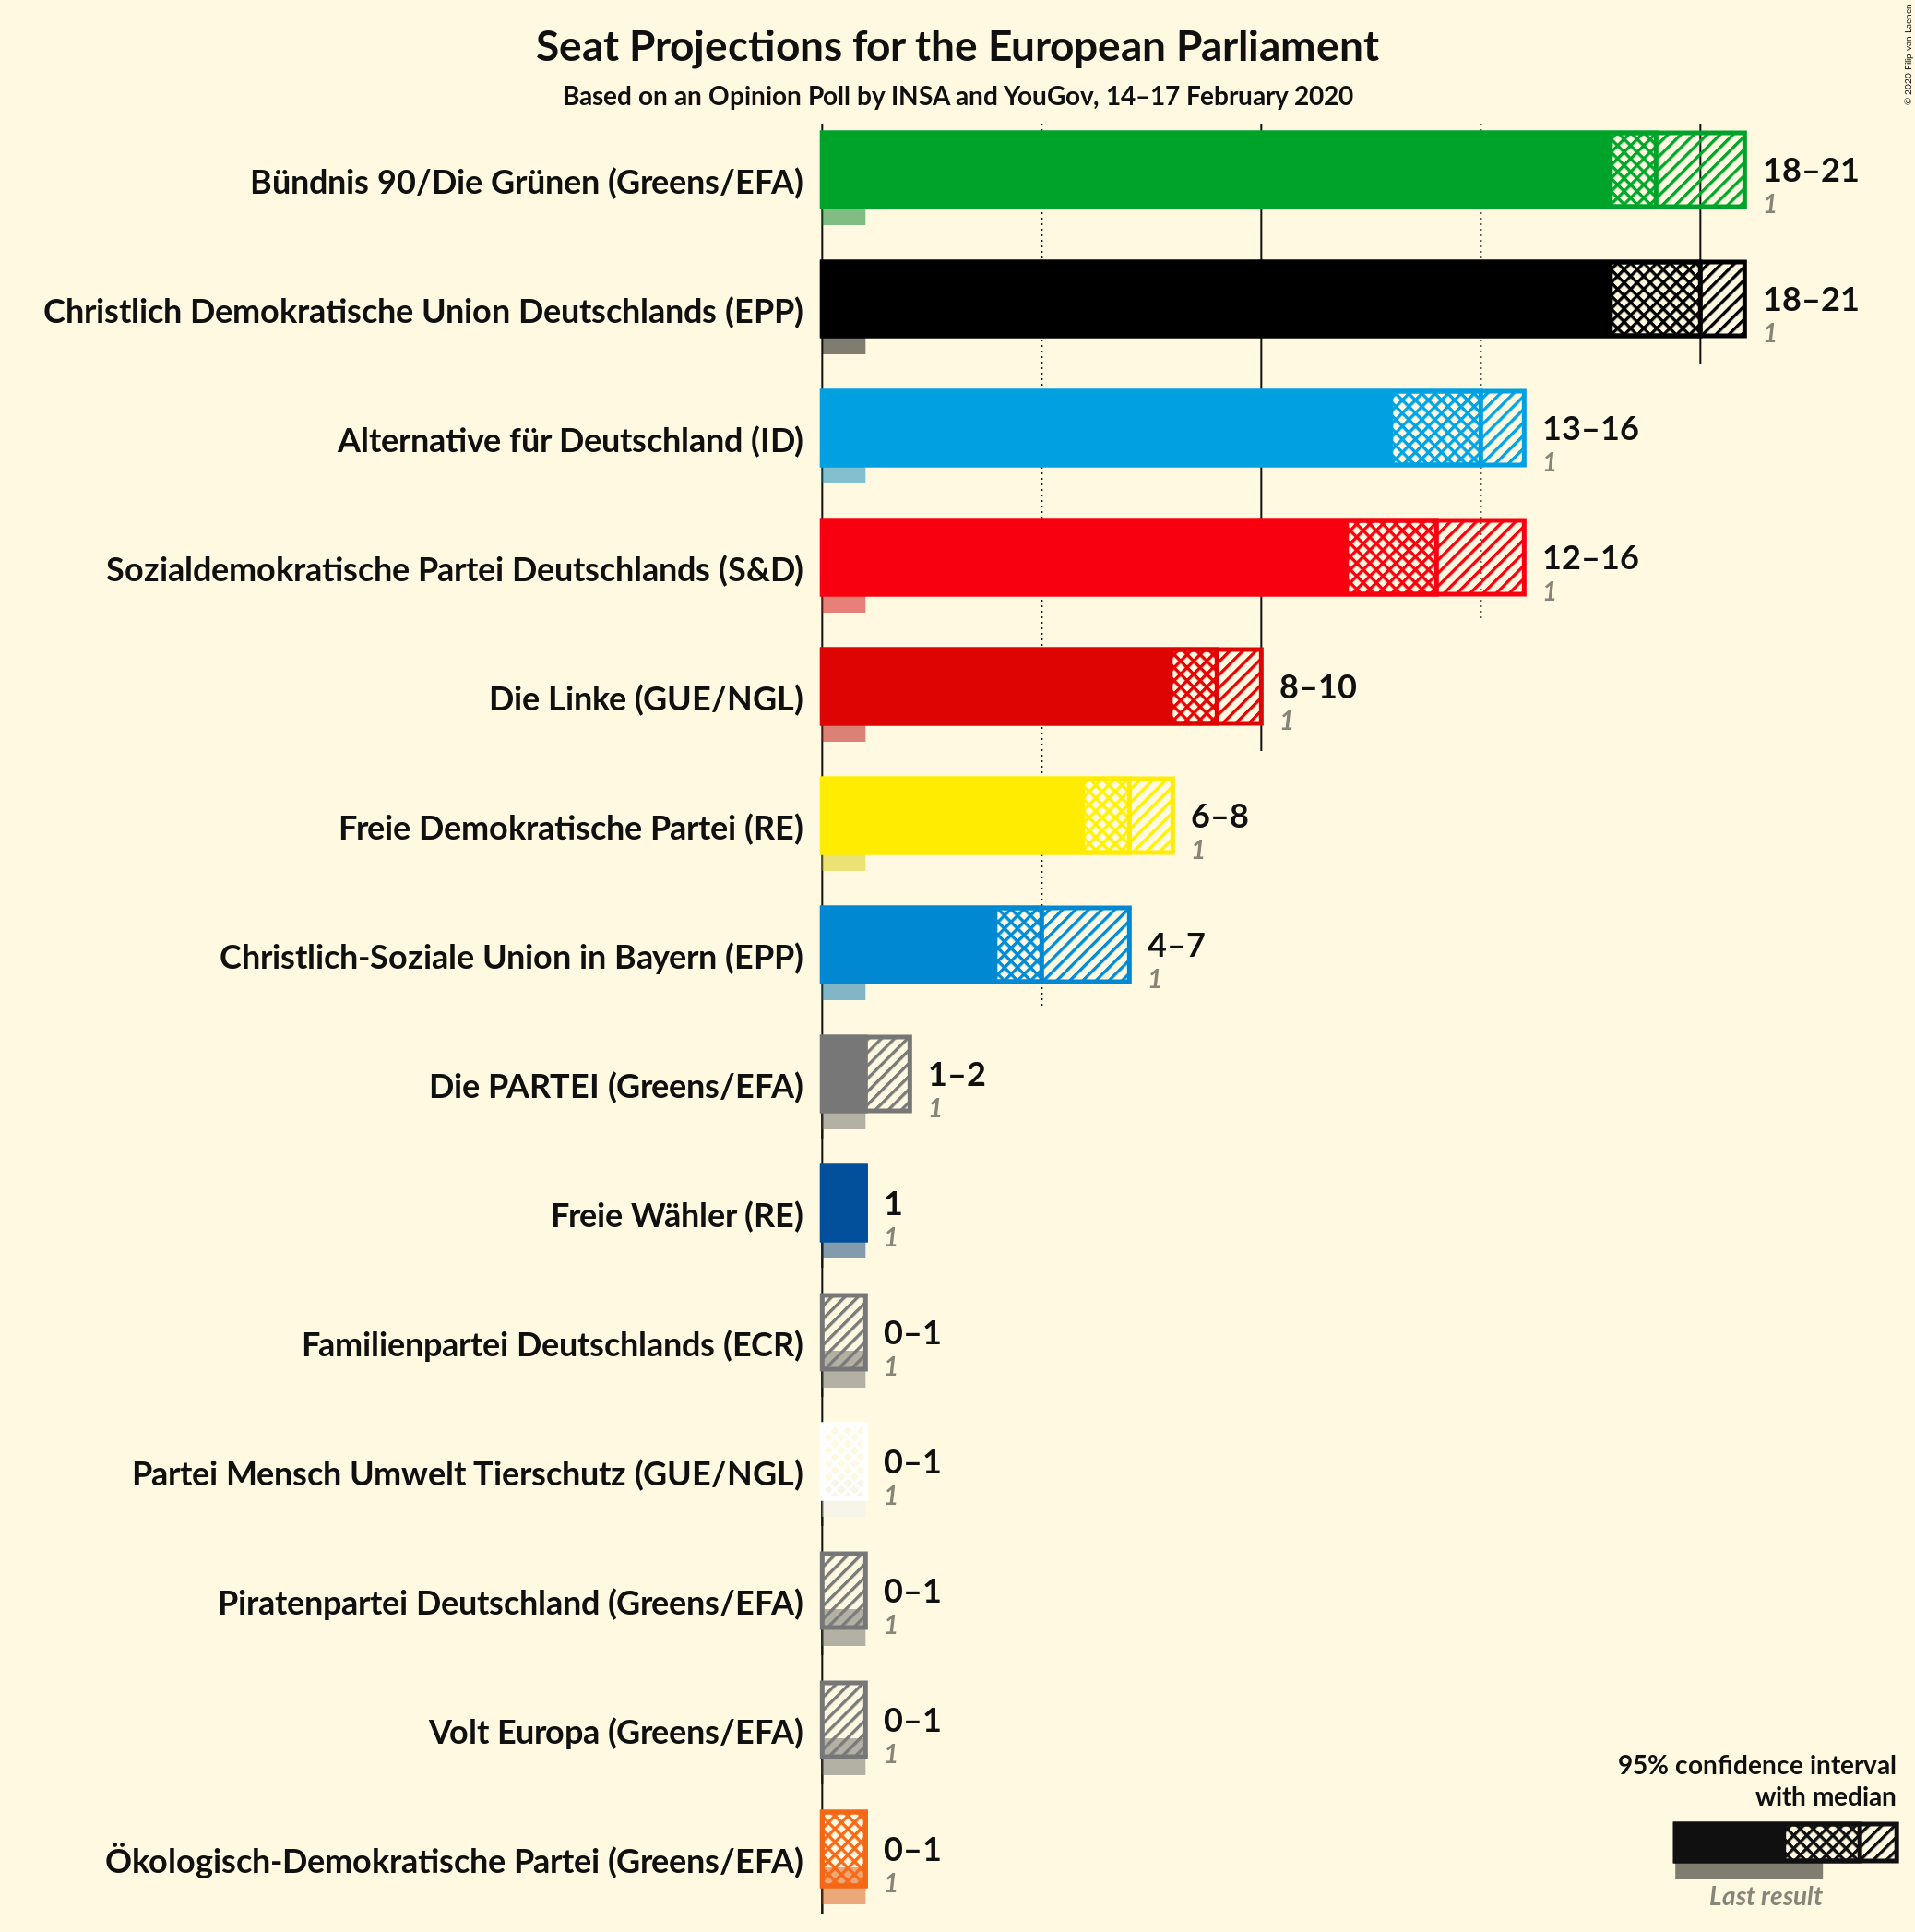 Seat Projections for the European Parliament
Based on an Opinion Poll by INSA and YouGov, 14–17 February 2020
© 2020 Filip van Laenen
Bündnis 90/Die Grünen (Greens/EFA)
18–21
1
Christlich Demokratische Union Deutschlands (EPP)
18–21
1
Alternative für Deutschland (ID)
13–16
1
Sozialdemokratische Partei Deutschlands (S&D)
12–16
1
Die Linke (GUE/NGL)
8–10
1
Freie Demokratische Partei (RE)
6–8
1
Christlich-Soziale Union in Bayern (EPP)
4–7
1
Die PARTEI (Greens/EFA)
1–2
1
Freie Wähler (RE)
1
1
Familienpartei Deutschlands (ECR)
0–1
1
Partei Mensch Umwelt Tierschutz (GUE/NGL)
0–1
1
Piratenpartei Deutschland (Greens/EFA)
0–1
1
Volt Europa (Greens/EFA)
0–1
1
Ökologisch-Demokratische Partei (Greens/EFA)
0–1
1
95% confidence interval
with median
Last result